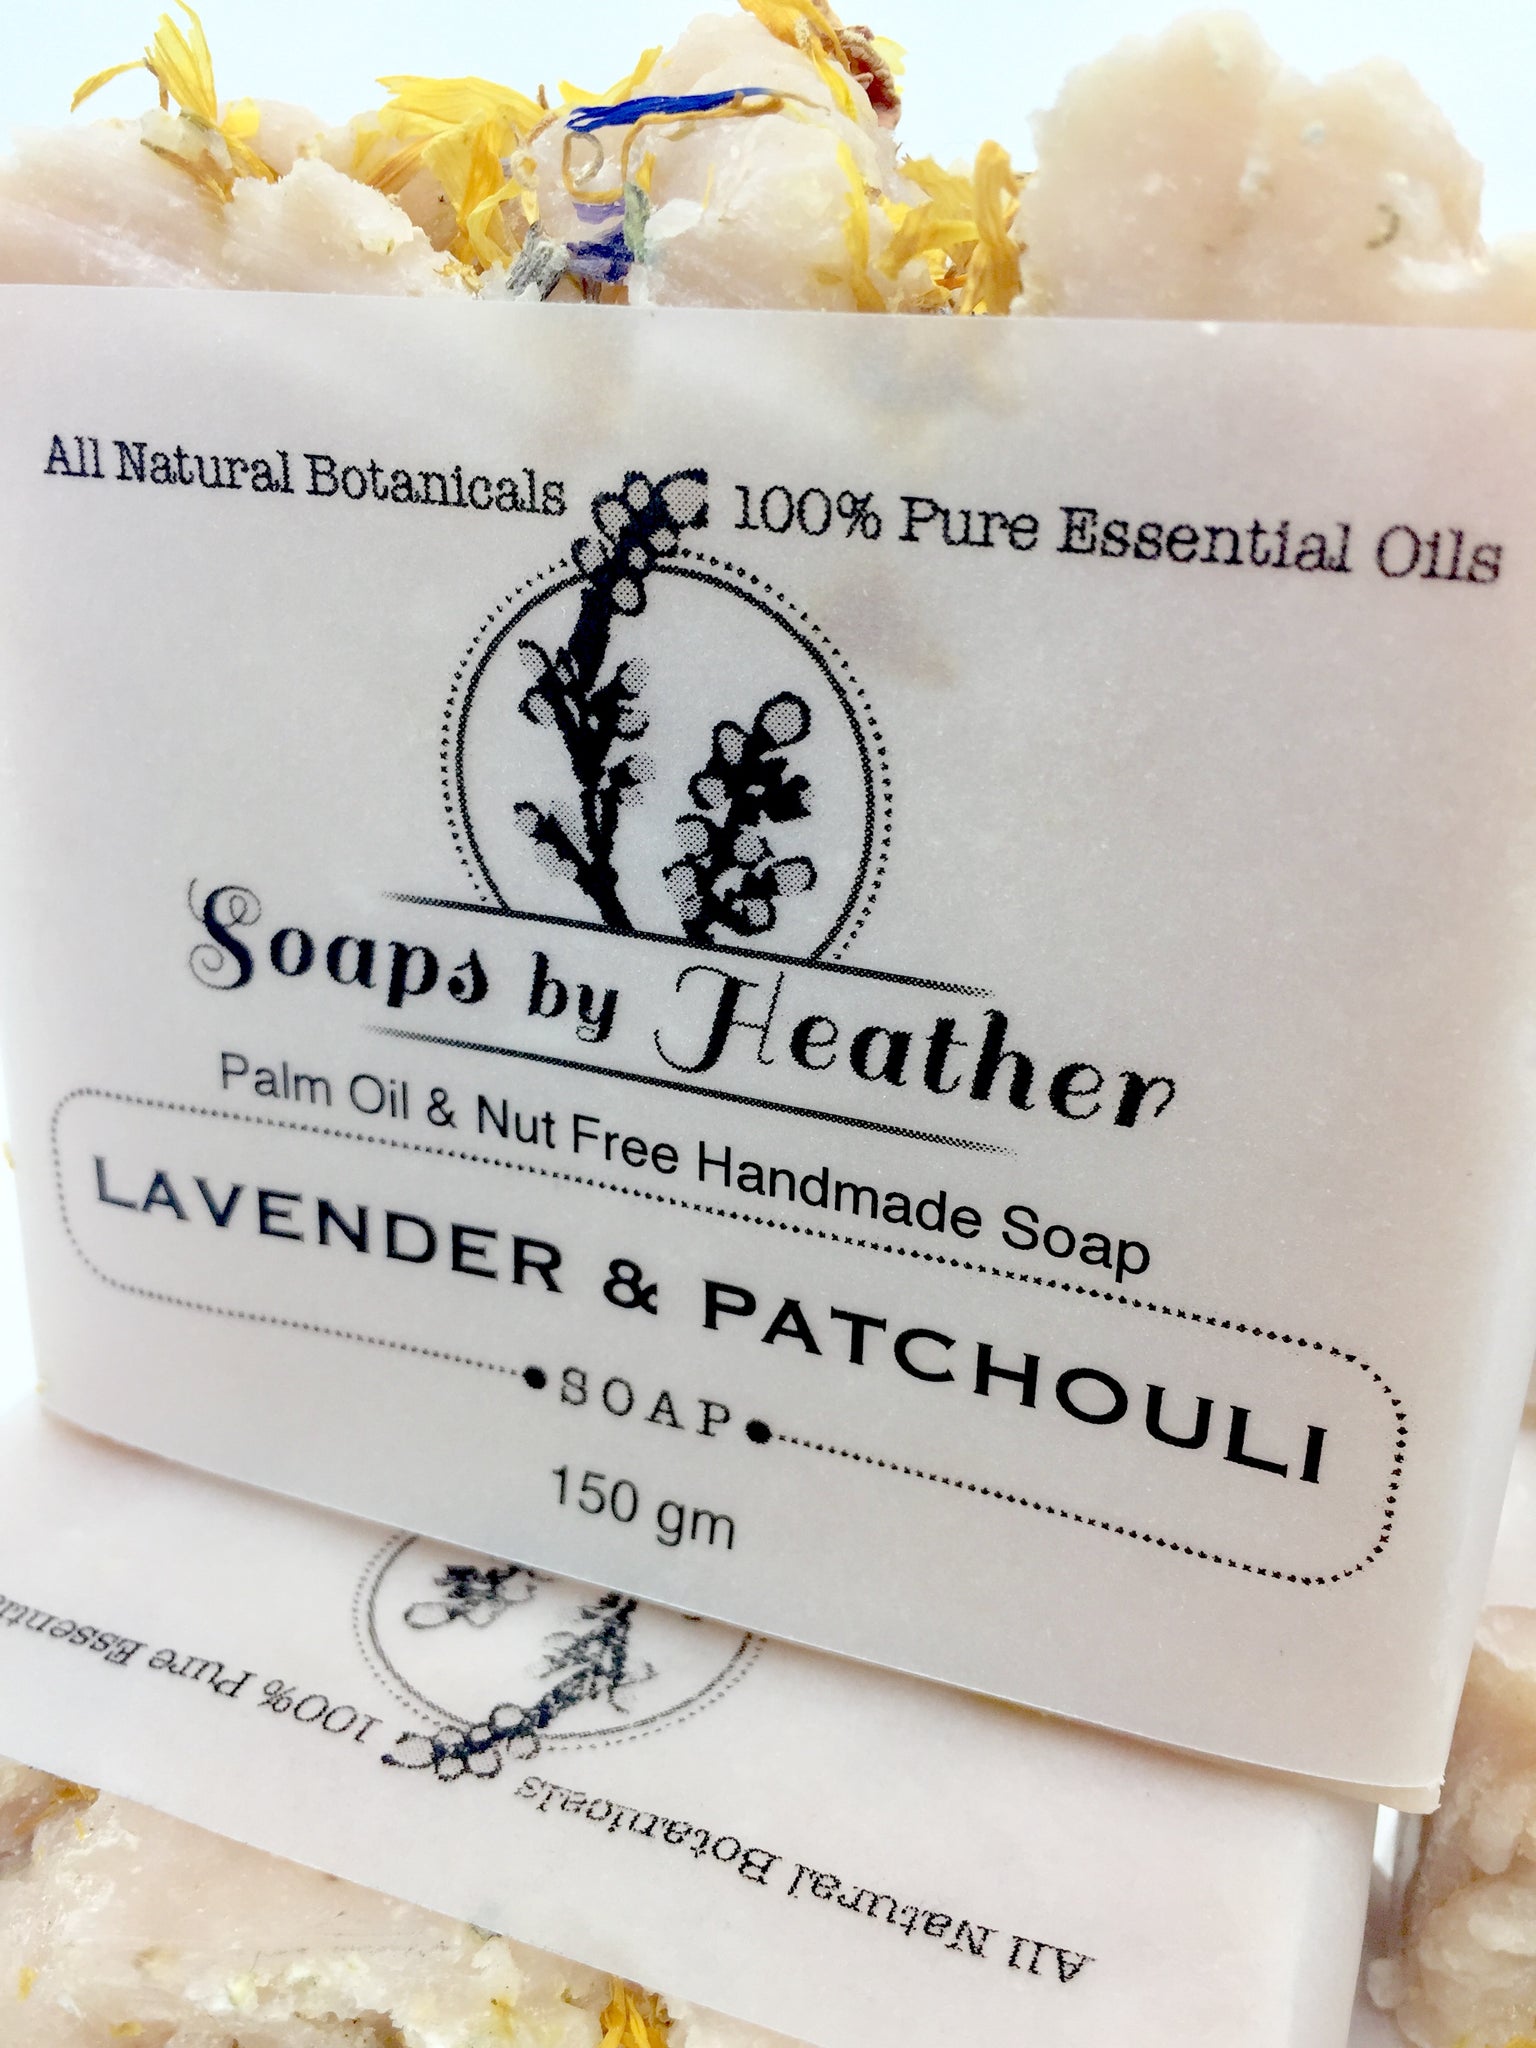 All Natural Botanicals 100% Pure Essential Oils
Soaps by Heather
Palm Oil & Nut Free Handmade Soap
LAVENDER & PATCHOULI
SOAP
150 gm
All Natural Botanicals 100% Pure